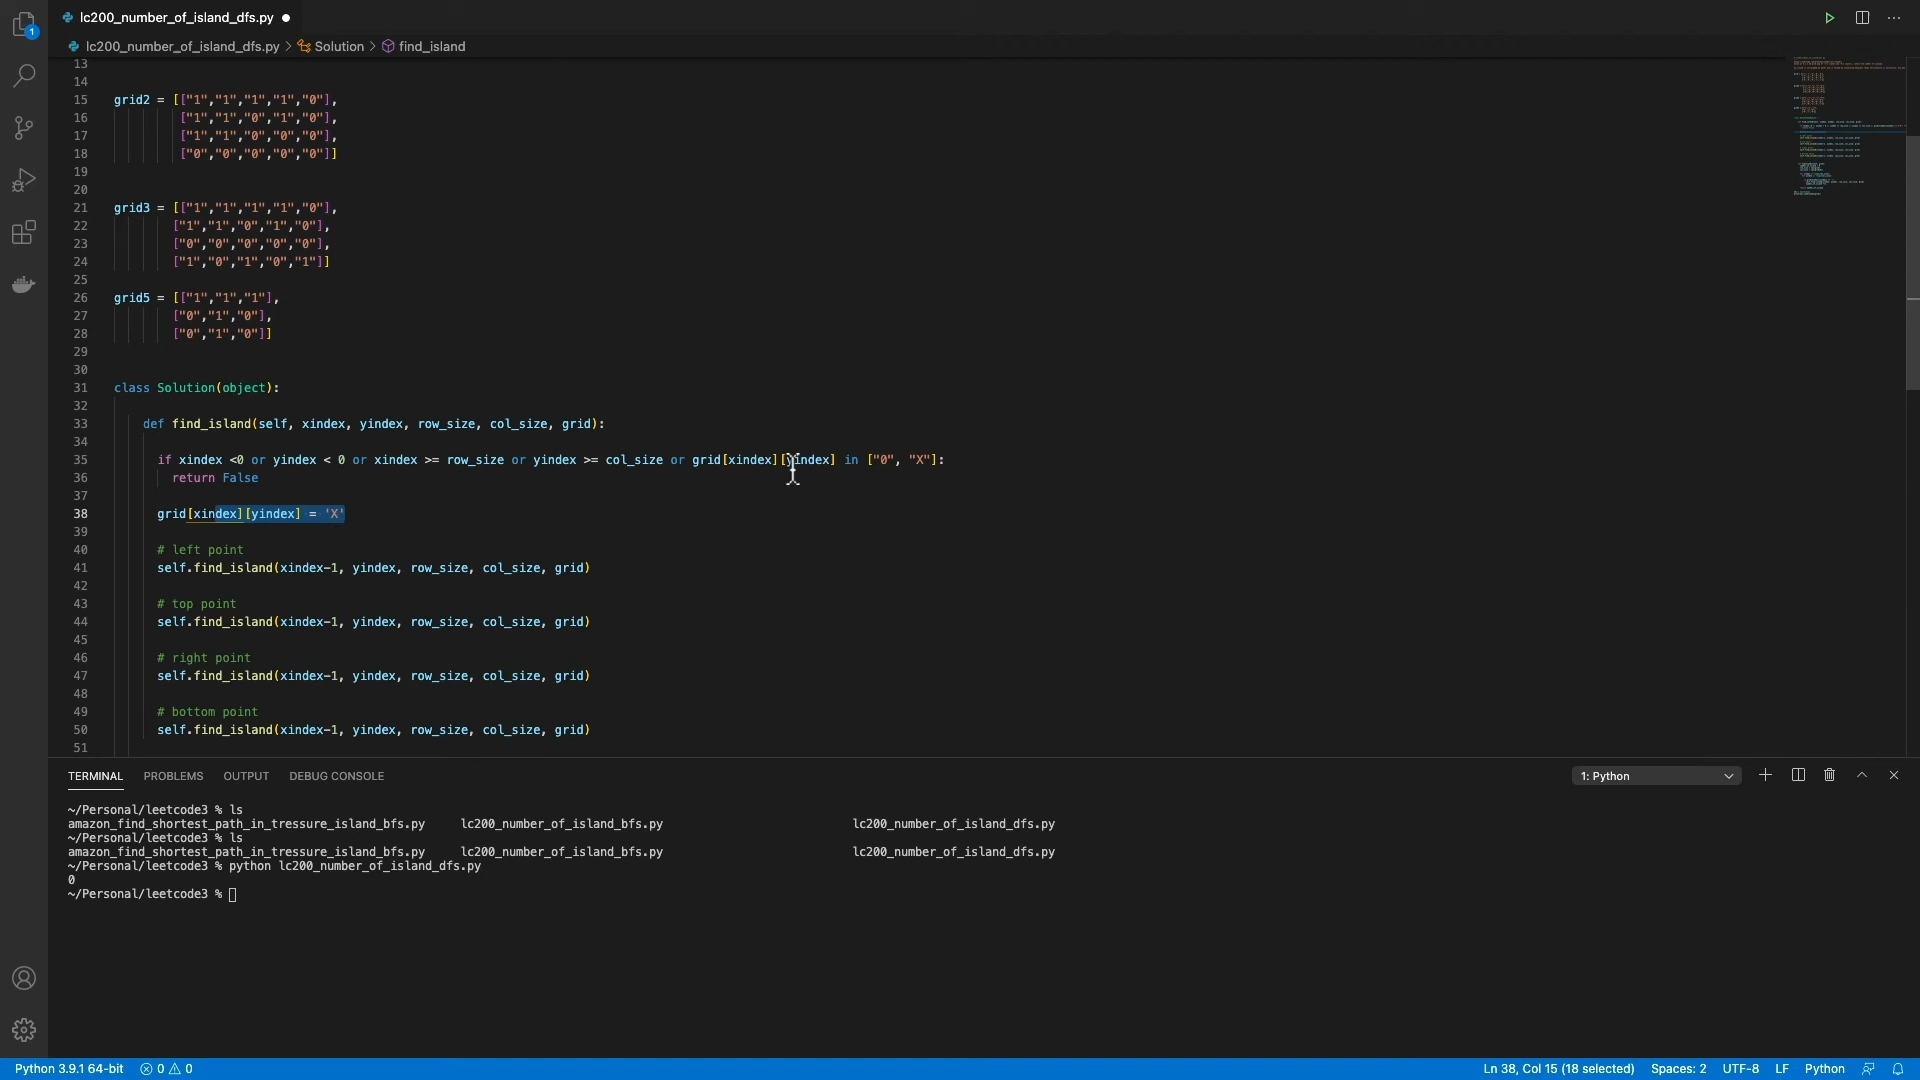 1
lc200_number_of_island_dfs.py
lc200_number_of_island_dfs.py > Solution > find_island
13
14
15 grid2 = [["1","1","1","1","0"],
16 ["1","1","0","1","0"],
17 ["1","1","0","0","0"],
18 ["0","0","0","0","0"]]
19
20
21 grid3 = [["1","1","1","1","0"],
22 ["1","1","0","1","0"],
23 ["0","0","0","0","0"],
24 ["1","0","1","0","1"]]
25
26 grid5 = [["1","1","1"],
27 ["0","1","0"],
28 ["0","1","0"]]
29
30
31 class Solution(object):
32
33 def find_island(self, xindex, yindex, row_size, col_size, grid):
34
35 if xindex <0 or yindex < 0 or xindex >= row_size or yindex >= col_size or grid[xindex][yindex] in ["0", "X"]:
36 return False
37
38 grid[xindex][yindex] = 'X'
39
40 # left point
41 self.find_island(xindex-1, yindex, row_size, col_size, grid)
42
43 # top point
44 self.find_island(xindex-1, yindex, row_size, col_size, grid)
45
46 # right point
47 self.find_island(xindex-1, yindex, row_size, col_size, grid)
48
49 # bottom point
50 self.find_island(xindex-1, yindex, row_size, col_size, grid)
51
TERMINAL PROBLEMS OUTPUT DEBUG CONSOLE 1: Python
~/Personal/leetcode3 % ls
amazon_find_shortest_path_in_tressure_island_bfs.py lc200_number_of_island_bfs.py lc200_number_of_island_dfs.py
~/Personal/leetcode3 % ls
amazon_find_shortest_path_in_tressure_island_bfs.py lc200_number_of_island_bfs.py lc200_number_of_island_dfs.py
~/Personal/leetcode3 % python lc200_number_of_island_dfs.py
0
~/Personal/leetcode3 %
Python 3.9.1 64-bit 0 0 Ln 38, Col 15 (18 selected) Spaces: 2 UTF-8 LF Python